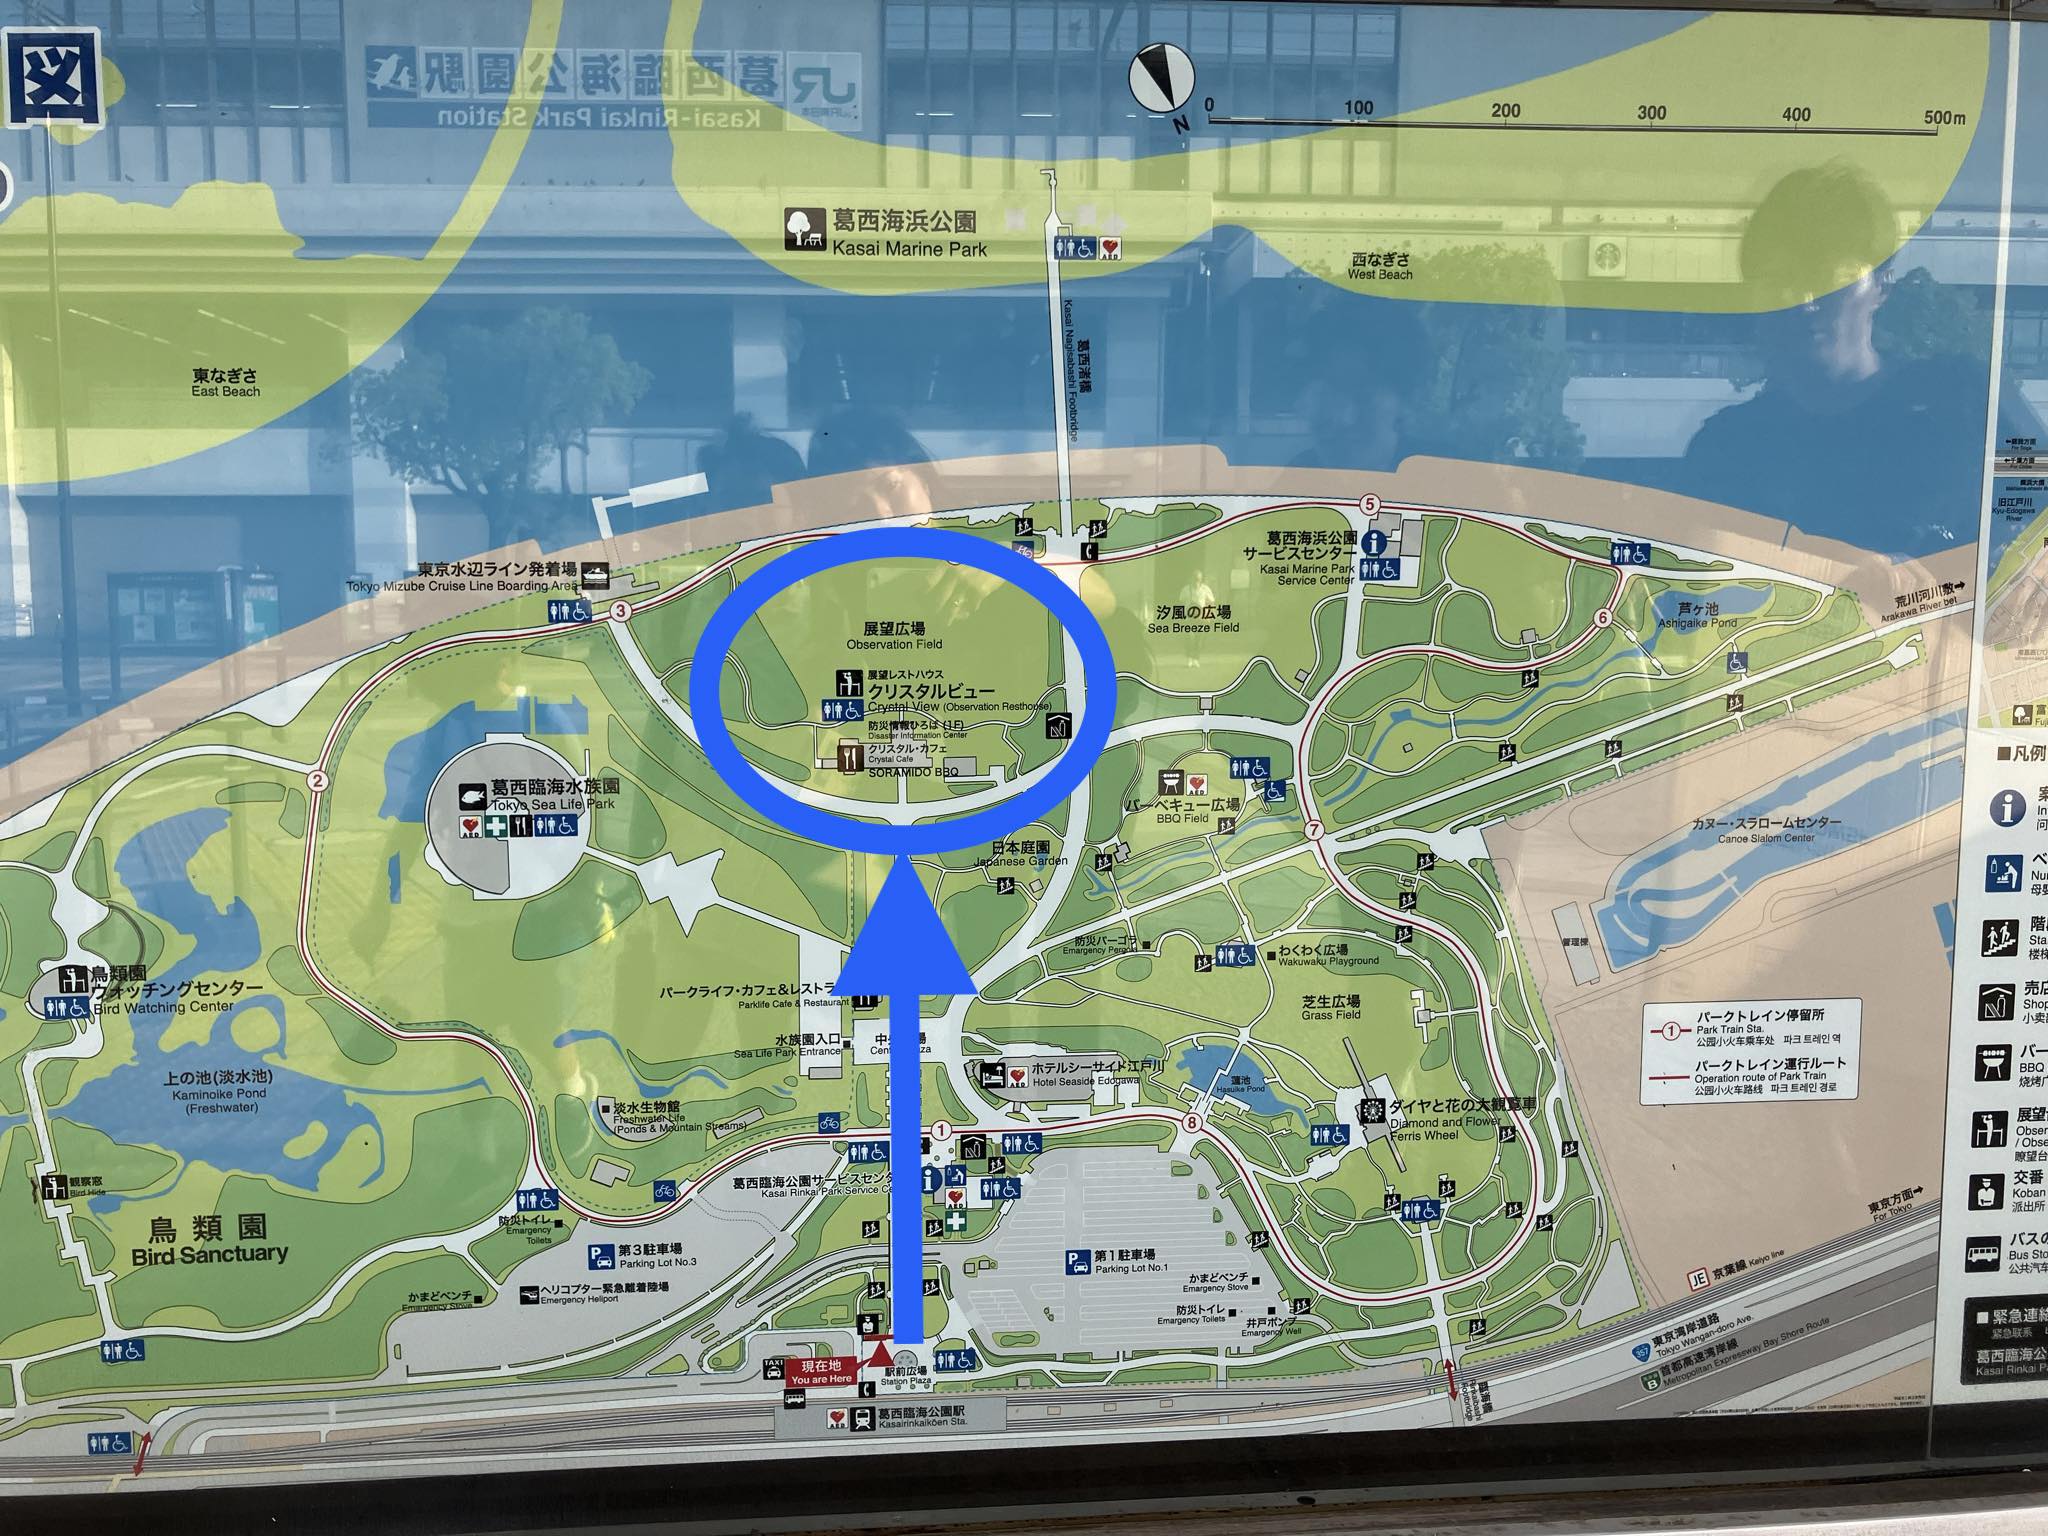 図
葛西臨海公園駅
Kasai-Rinkai Park Station
JR
JR東日本
N
0 100 200 300 400 500m
葛西海浜公園
Kasai Marine Park
AED
西なぎさ
West Beach
東なぎさ
East Beach
葛西渚橋
Kasai Nagisabashi Footbridge
東京水辺ライン発着場
Tokyo Mizube Cruise Line Boarding Area
3
展望広場
Observation Field
展望レストハウス
クリスタルビュー
Crystal View (Observation Resthouse)
防災情報ひろば (1F)
Disaster Information Center
クリスタル・カフェ
Crystal Cafe
SORAMIDO BBQ
汐風の広場
Sea Breeze Field
葛西海浜公園
サービスセンター
Kasai Marine Park
Service Center
5
6
芦ヶ池
Ashigaike Pond
荒川河川敷
Arakawa River bet
2
葛西臨海水族園
Tokyo Sea Life Park
AED
バーベキュー広場
BBQ Field
AED
7
カヌー・スラロームセンター
Canoe Slalom Center
管理棟
日本庭園
Japanese Garden
防災パーゴラ
Emergency Pergola
わくわく広場
Wakuwaku Playground
芝生広場
Grass Field
鳥類園
ウォッチングセンター
Bird Watching Center
パークライフ・カフェ&レストラ
Parklife Cafe & Restaurant
水族園入口
Sea Life Park Entrance
ホテルシーサイド江戸川
Hotel Seaside Edogawa
AED
蓮池
Hasuike Pond
ダイヤと花の大観覧車
Diamond and Flower
Ferris Wheel
上の池(淡水池)
Kaminoike Pond
(Freshwater)
淡水生物館
Freshwater Life
(Ponds & Mountain Streams)
1
8
葛西臨海公園サービスセンタ
Kasai Rinkai Park Service
AED
観察窓
Bird Hide
鳥類園
Bird Sanctuary
防災トイレ
Emergency
Toilets
P
第3駐車場
Parking Lot No.3
P
第1駐車場
Parking Lot No.1
ヘリコプター緊急離着陸場
Emergency Heliport
かまどベンチ
Emergency Stove
かまどベンチ
Emergency Stove
防災トイレ
Emergency Toilets
井戸ポンプ
Emergency Well
TAXI
現在地
You are Here
駅前広場
Station Plaza
AED
葛西臨海公園駅
Kasairinkaikōen Sta.
1
パークトレイン停留所
Park Train Sta.
公园小火车乘车处 파크 트레인 역
パークトレイン運行ルート
Operation route of Park Train
公园小火车路线 파크 트레인 경로
東京方面
For Tokyo
JE
京葉線 Keiyo line
357
東京湾岸道路
Tokyo Wangan-doro Ave.
B
首都高速湾岸線
Metropolitan Expressway Bay Shore Route
臨海橋
Rinkaibashi
Footbridge
旧江戸川
Kyu-Edogawa
River
■凡例
階
Sta
売店
Shop
小卖
バー
BBQ
烧烤
展望
Obser
/ Obse
瞭望台
交番
Koban
派出所
バスの
Bus Sto
公共汽车
■緊急連絡
紧急联系
葛西臨海公
Kasai Rinkai Pa